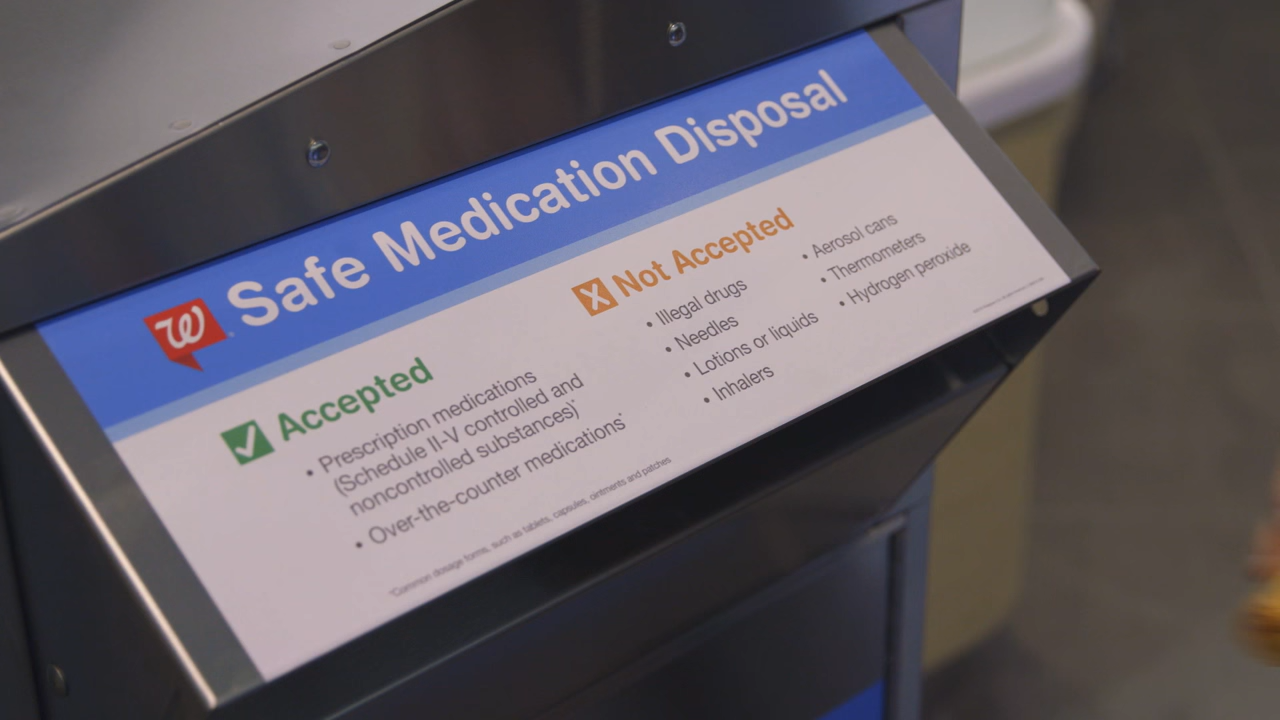 W Safe Medication Disposal
Accepted
• Prescription medications
(Schedule II-V controlled and
noncontrolled substances)*
• Over-the-counter medications*
*Common dosage forms, such as tablets, capsules, ointments and patches
X Not Accepted
• Illegal drugs
• Needles
• Lotions or liquids
• Inhalers
• Aerosol cans
• Thermometers
• Hydrogen peroxide